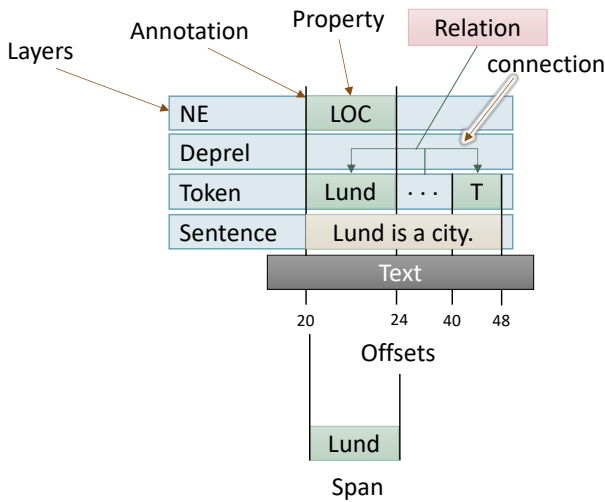 Property
Annotation
Relation
Layers
connection
NE
LOC
Deprel
Token
Lund
· · ·
T
Sentence
Lund is a city.
Text
20
24
40
48
Offsets
Lund
Span